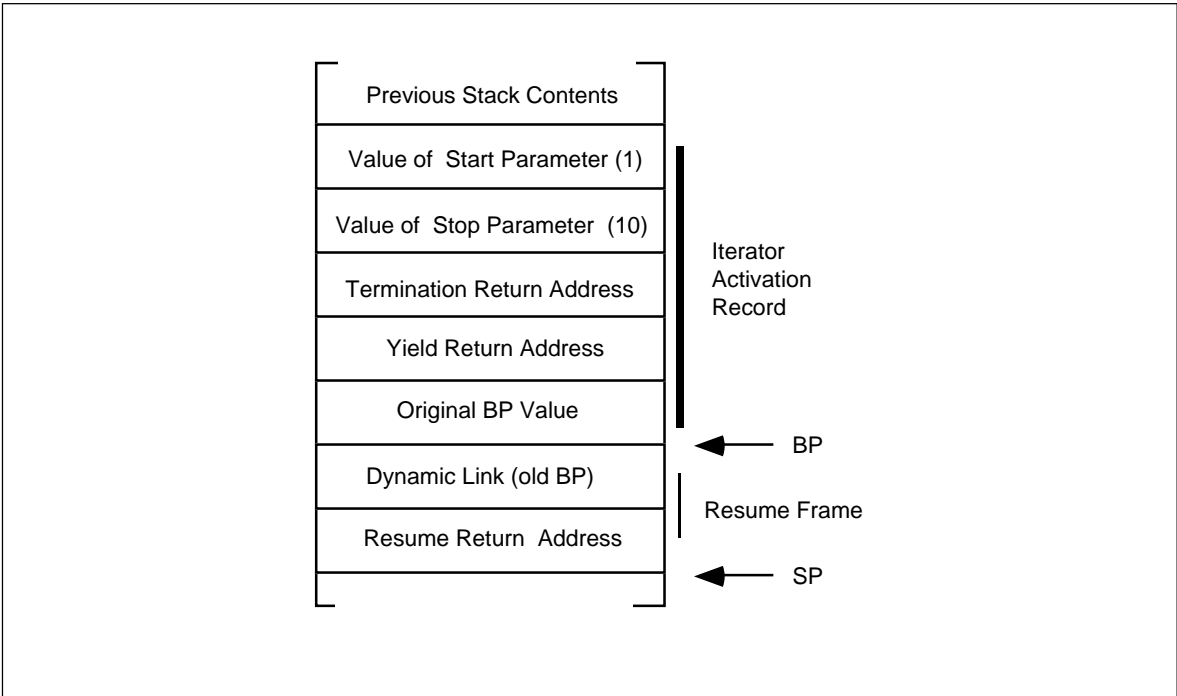 Previous Stack Contents
Value of Start Parameter (1)
Value of Stop Parameter (10)
Termination Return Address
Yield Return Address
Original BP Value
Dynamic Link (old BP)
Resume Return Address
Iterator
Activation
Record
BP
Resume Frame
SP